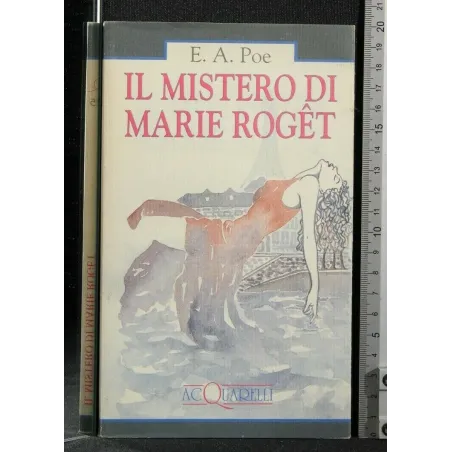 E. A. Poe
IL MISTERO DI
MARIE ROGÊT
ACQUARELLI
IL MISTERO DI MARIE ROGÊT